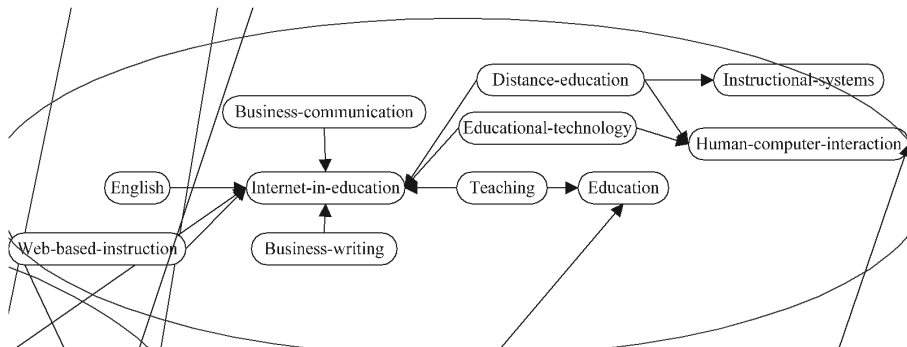 Distance-education
Instructional-systems
Business-communication
Educational-technology
Human-computer-interaction
English
Internet-in-education
Teaching
Education
Web-based-instruction
Business-writing